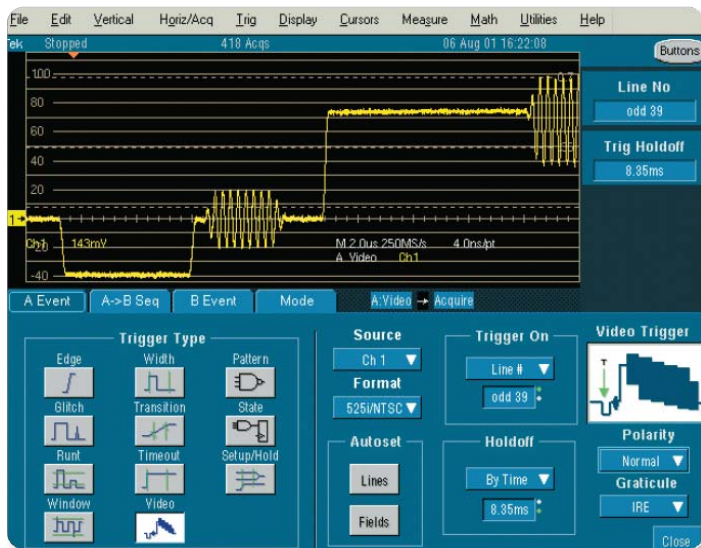 File Edit Vertical Horiz/Acq Trig Display Cursors Measure Math Utilities Help
Tek Stopped 418 Acqs 06 Aug 01 16:22:08
Buttons
100
80
60
40
20
-20
-40
1
Ch1 143mV M 2.0us 250MS/s 4.0ns/pt
A Video Ch1
Line No
odd 39
Trig Holdoff
8.35ms
A Event A->B Seq B Event Mode A:Video Acquire
Trigger Type
Edge Width Pattern
Glitch Transition State
Runt Timeout Setup/Hold
Window Video
Source
Ch 1
Format
525I/NTSC
Autoset
Lines
Fields
Trigger On
Line #
odd 39
Holdoff
By Time
8.35ms
Video Trigger
T
Polarity
Normal
Graticule
IRE
Close